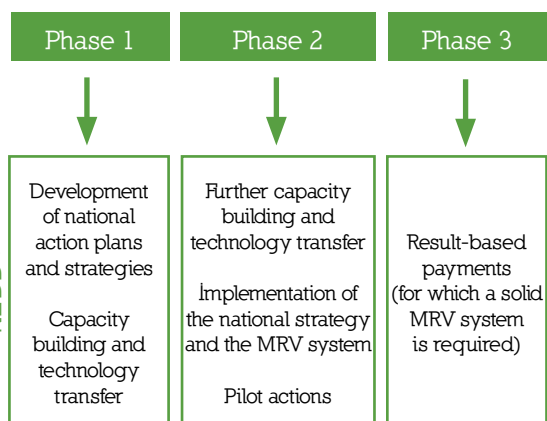 Phase 1
Phase 2
Phase 3
Development
of national
action plans
and strategies
Capacity
building and
technology
transfer
Further capacity
building and
technology transfer
Implementation of
the national strategy
and the MRV system
Pilot actions
Result-based
payments
(for which a solid
MRV system
is required)